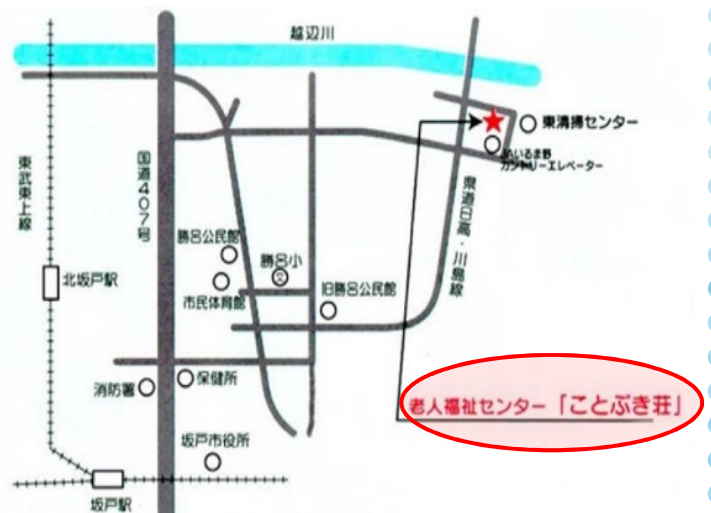 越辺川
東清掃センター
JAいるま野
カントリーエレベーター
東武東上線
国道407号
県道日高・川島線
勝呂公民館
勝呂小
北坂戸駅
市民体育館
旧勝呂公民館
消防署
保健所
老人福祉センター「ことぶき荘」
坂戸市役所
坂戸駅